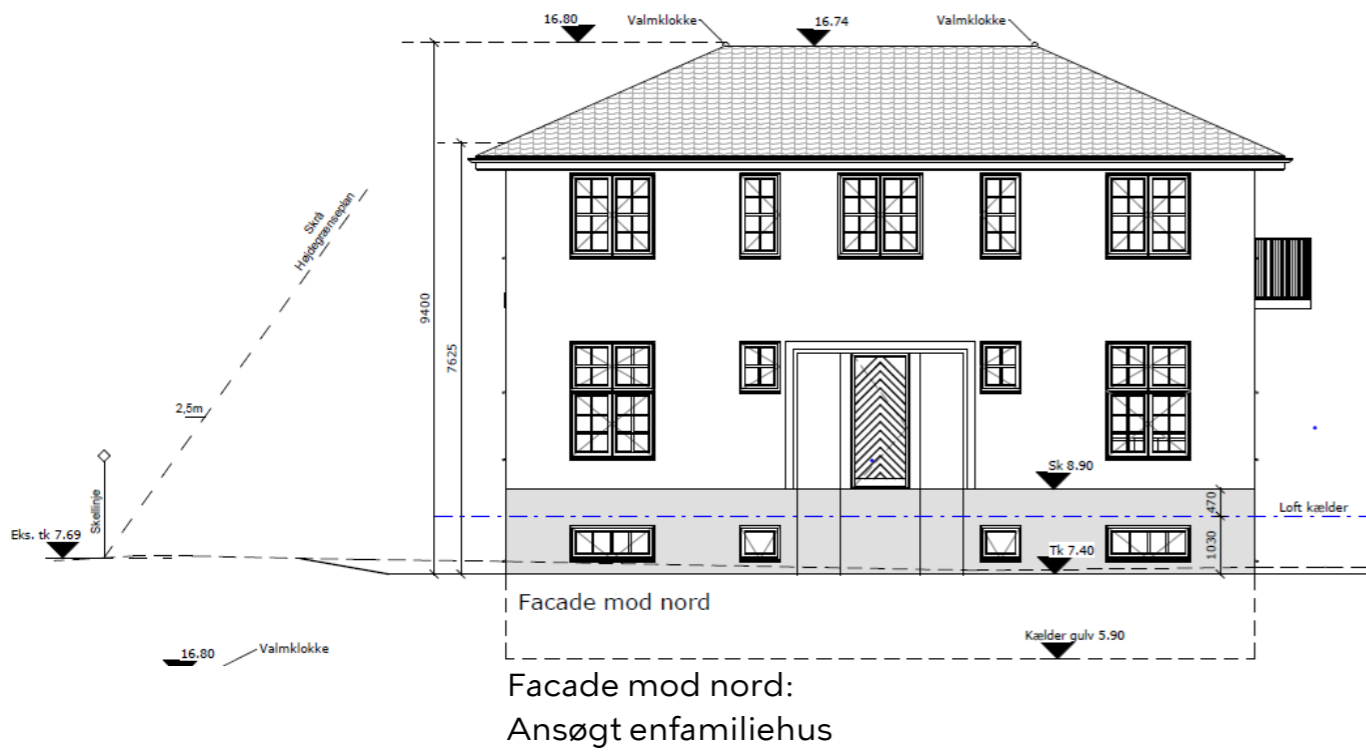 16.80
Valmklokke
16.74
Valmklokke
Skrå
Højdegrænseplan
9400
7625
2,5m
Skellinje
Eks. tk 7.69
Sk 8.90
470
Loft kælder
1030
Tk 7.40
Facade mod nord
Kælder gulv 5.90
16.80
Valmklokke
Facade mod nord:
Ansøgt enfamiliehus